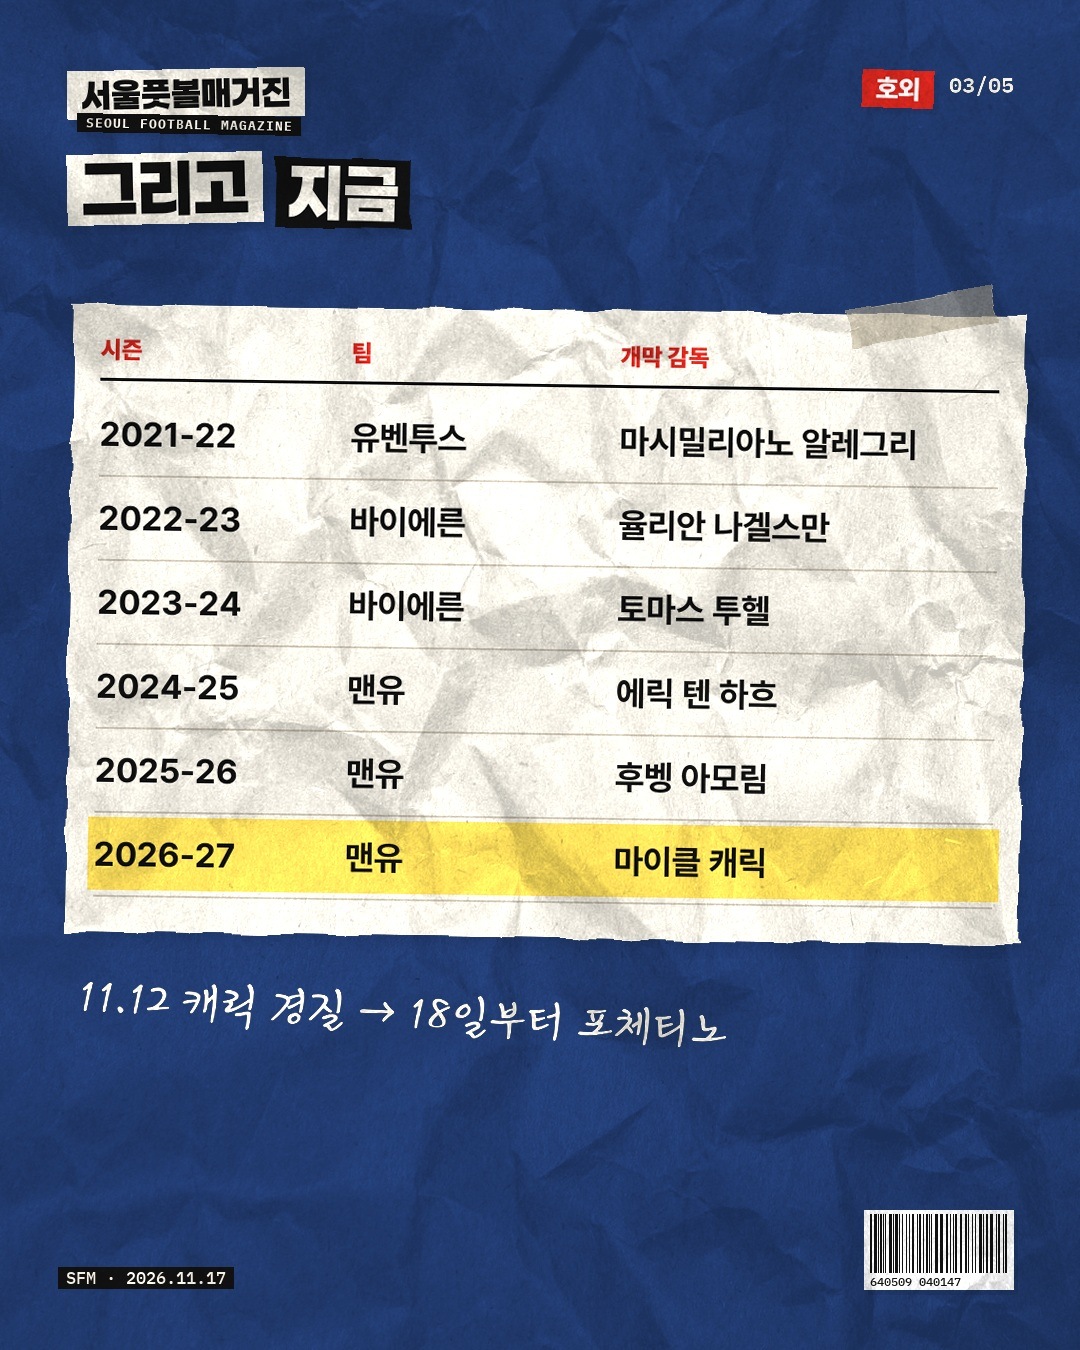 서울풋볼매거진
SEOUL FOOTBALL MAGAZINE
호외 03/05
그리고 지금
시즌 팀 개막 감독
2021-22 유벤투스 마시밀리아노 알레그리
2022-23 바이에른 율리안 나겔스만
2023-24 바이에른 토마스 투헬
2024-25 맨유 에릭 텐 하흐
2025-26 맨유 후벵 아모림
2026-27 맨유 마이클 캐릭
11.12 캐릭 경질 → 18일부터 포체티노
SFM · 2026.11.17
640509 040147